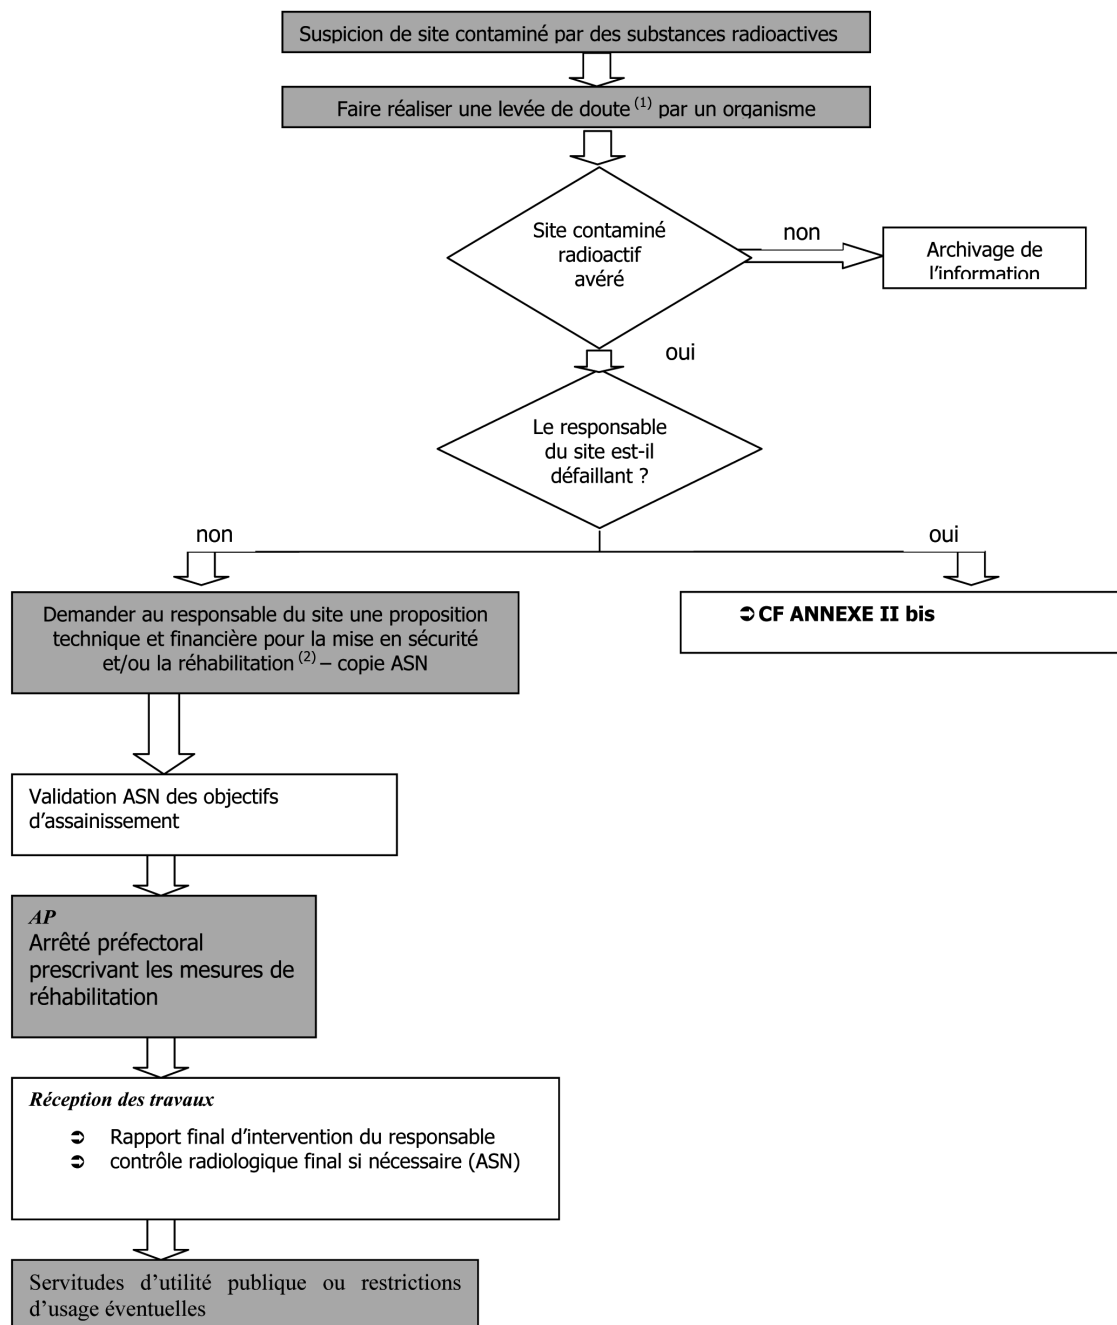 Suspicion de site contaminé par des substances radioactives
Faire réaliser une levée de doute (1) par un organisme
Site contaminé
radioactif
avéré
non
Archivage de
l'information
oui
Le responsable
du site est-il
défaillant ?
non
oui
Demander au responsable du site une proposition
technique et financière pour la mise en sécurité
et/ou la réhabilitation (2) – copie ASN
➲ CF ANNEXE II bis
Validation ASN des objectifs
d'assainissement
AP
Arrêté préfectoral
prescrivant les mesures de
réhabilitation
Réception des travaux
➲ Rapport final d'intervention du responsable
➲ contrôle radiologique final si nécessaire (ASN)
Servitudes d'utilité publique ou restrictions
d'usage éventuelles